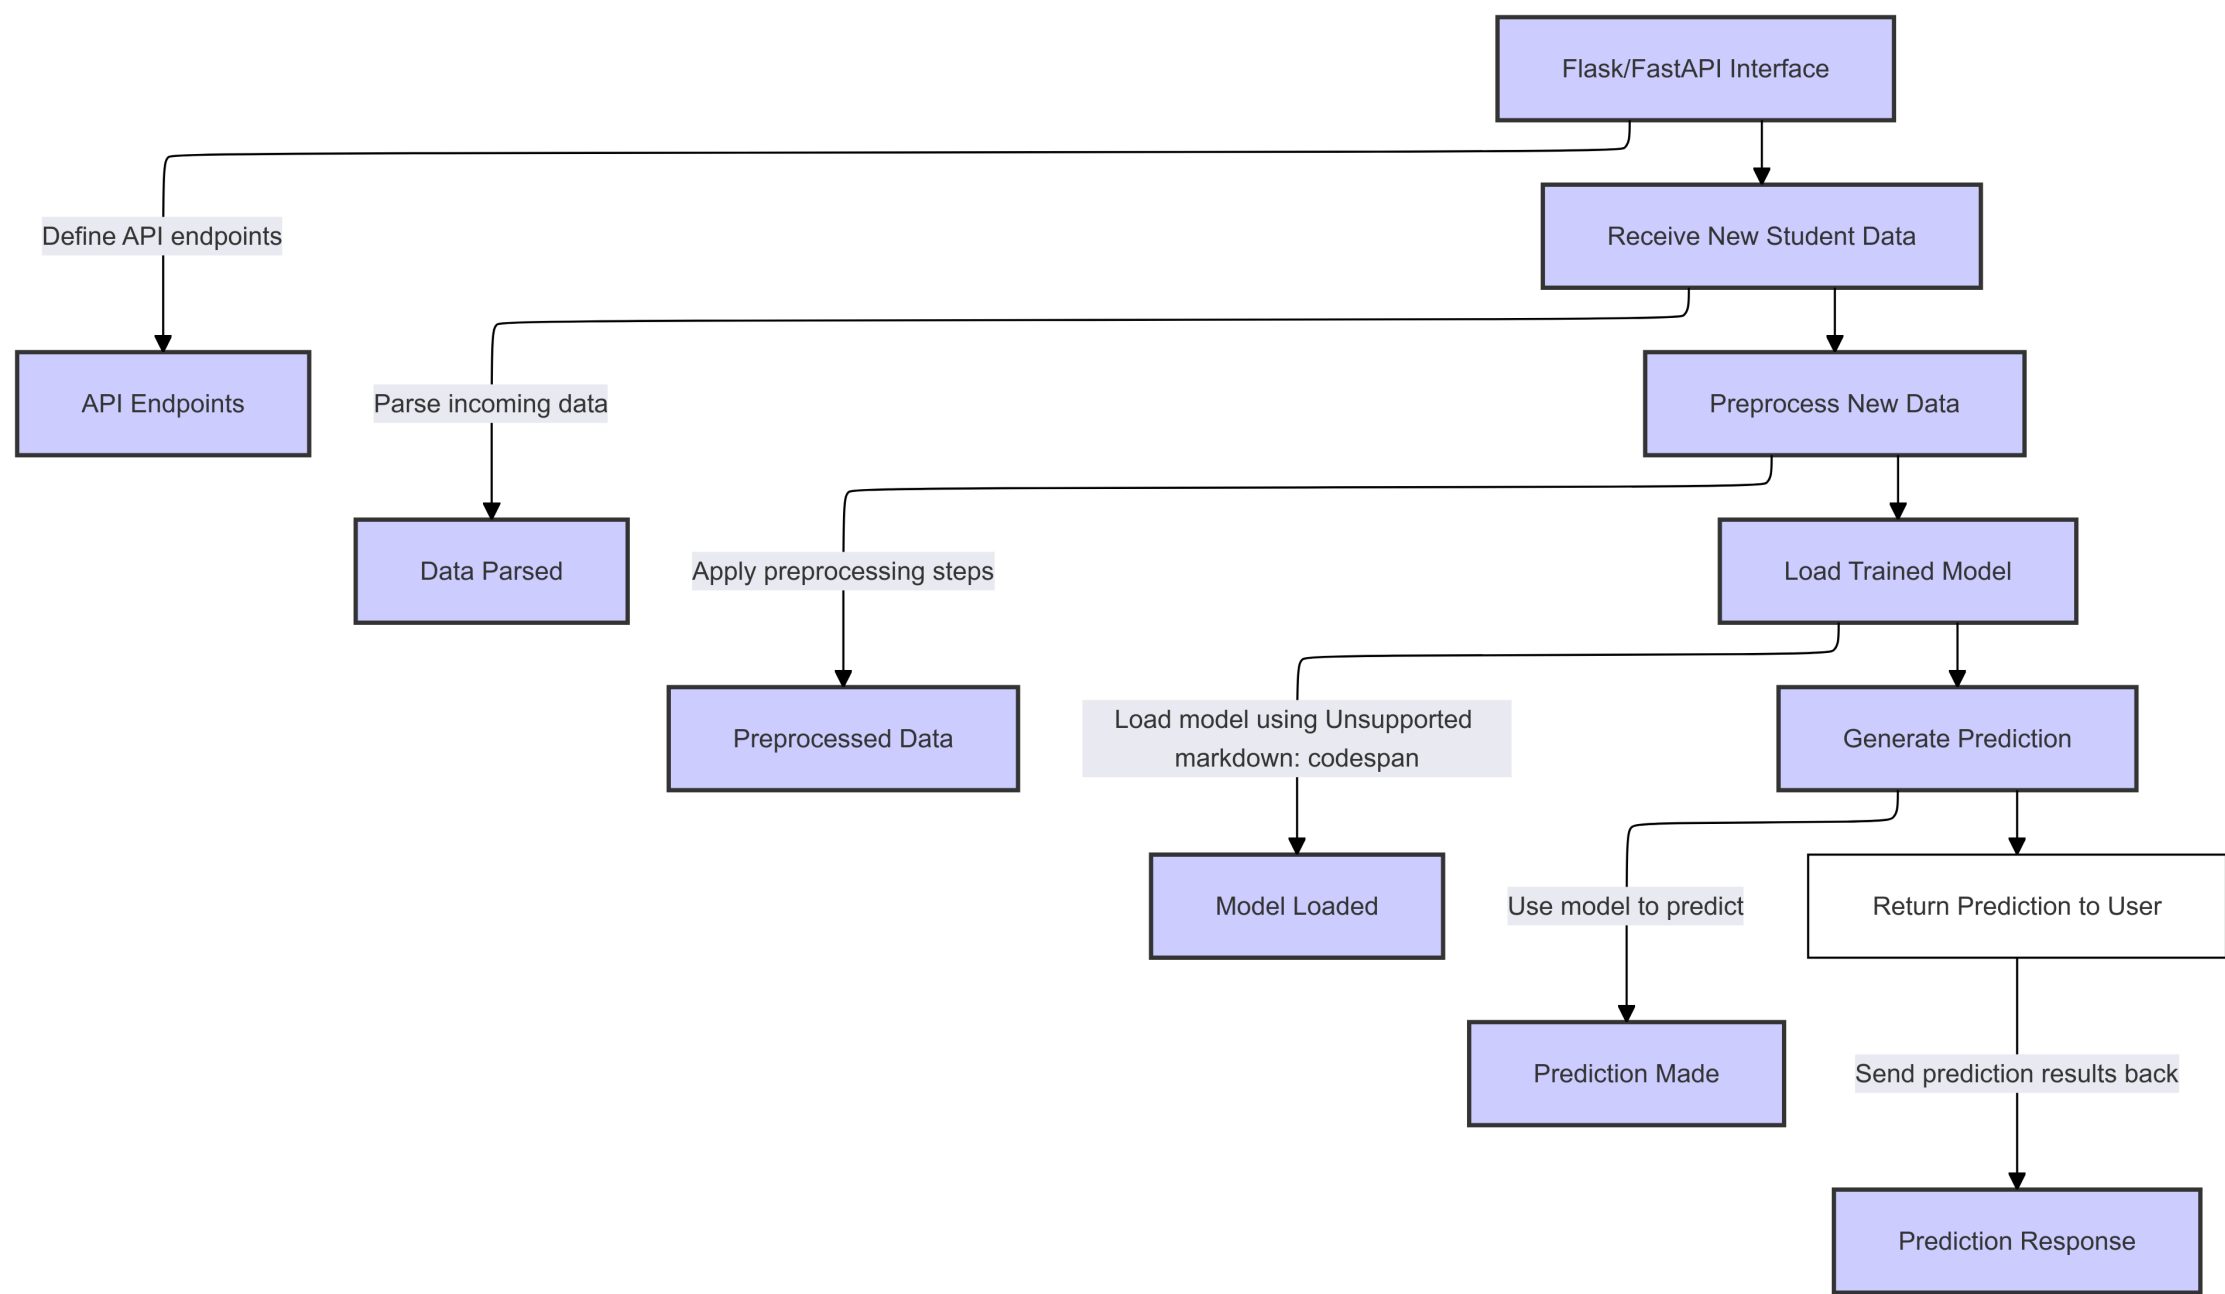 Flask/FastAPI Interface
Define API endpoints
Receive New Student Data
API Endpoints
Parse incoming data
Preprocess New Data
Data Parsed
Apply preprocessing steps
Load Trained Model
Preprocessed Data
Load model using Unsupported
markdown: codespan
Generate Prediction
Model Loaded
Use model to predict
Return Prediction to User
Prediction Made
Send prediction results back
Prediction Response